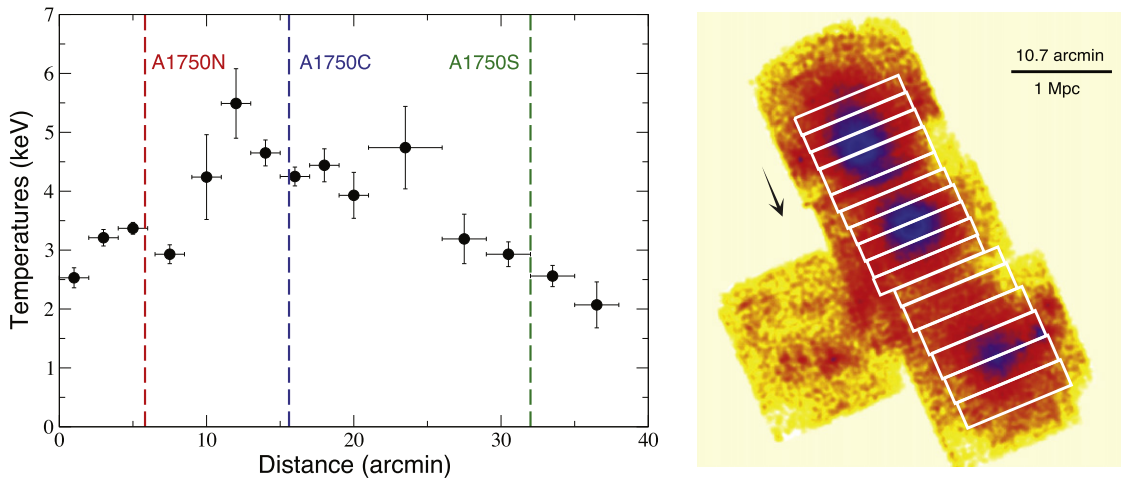 7
6
5
4
3
2
1
0
Temperatures (keV)
A1750N
A1750C
A1750S
0
10
20
30
40
Distance (arcmin)
10.7 arcmin
1 Mpc